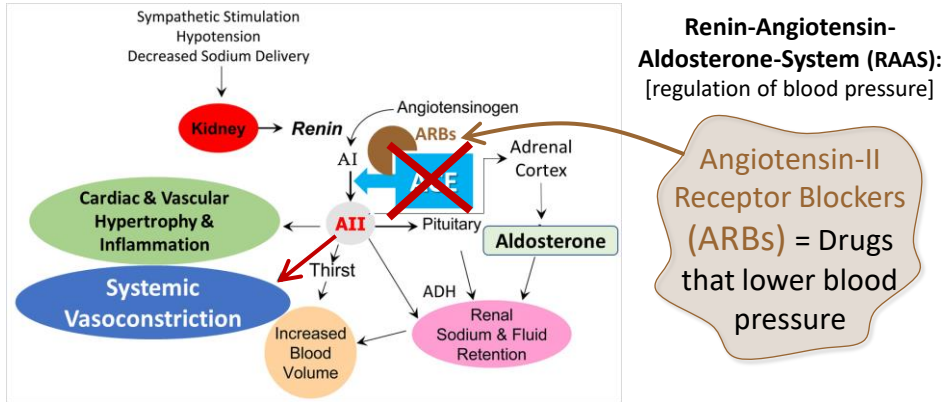 Sympathetic Stimulation
Hypotension
Decreased Sodium Delivery
Kidney
Renin
Angiotensinogen
ARBs
AI
ACE
Adrenal
Cortex
Cardiac & Vascular
Hypertrophy &
Inflammation
AII
Pituitary
Aldosterone
Thirst
Systemic
Vasoconstriction
ADH
Increased
Blood
Volume
Renal
Sodium & Fluid
Retention
Renin-Angiotensin-
Aldosterone-System (RAAS):
[regulation of blood pressure]
Angiotensin-II
Receptor Blockers
(ARBs) = Drugs
that lower blood
pressure